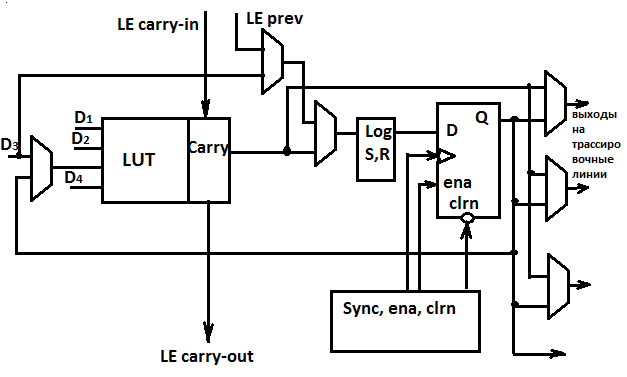 LE carry-in
LE prev
D1
D2
D3
D4
LUT
Carry
Log
S,R
D
Q
ena
clrn
выходы
на
трассиро
вочные
линии
Sync, ena, clrn
LE carry-out